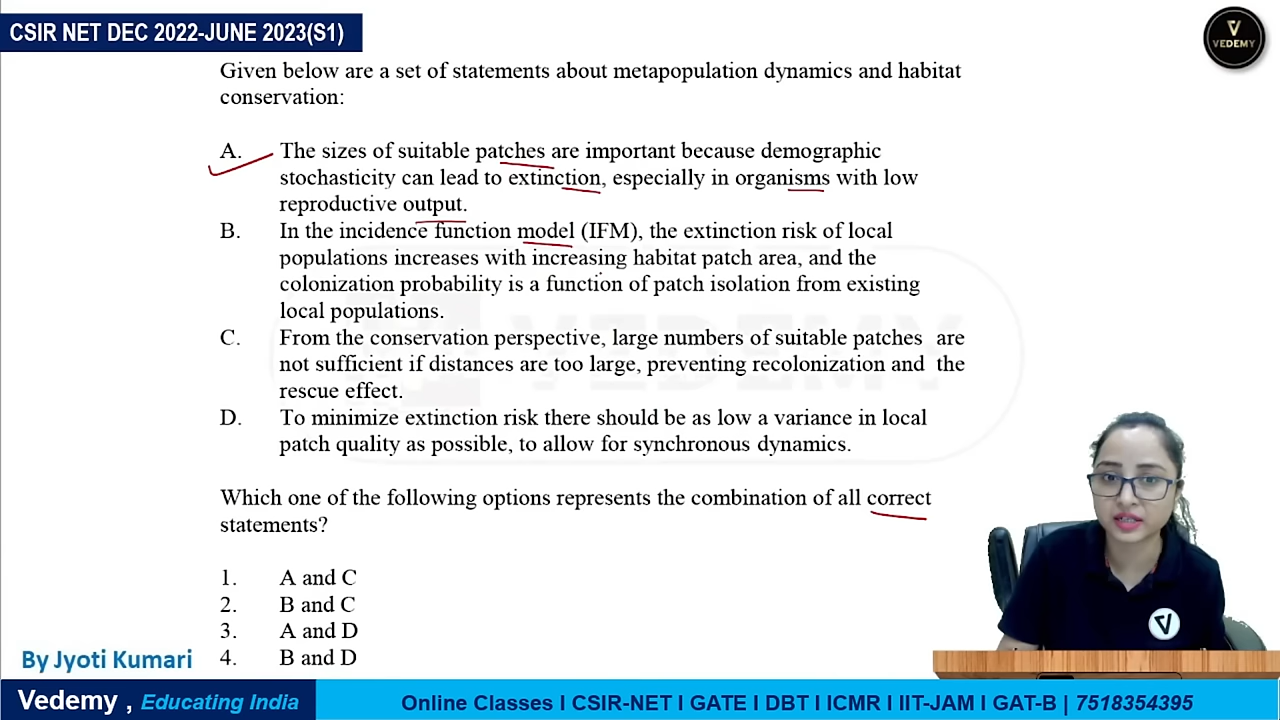 CSIR NET DEC 2022-JUNE 2023(S1)
VEDEMY
Given below are a set of statements about metapopulation dynamics and habitat
conservation:
A. The sizes of suitable patches are important because demographic
stochasticity can lead to extinction, especially in organisms with low
reproductive output.
B. In the incidence function model (IFM), the extinction risk of local
populations increases with increasing habitat patch area, and the
colonization probability is a function of patch isolation from existing
local populations.
C. From the conservation perspective, large numbers of suitable patches are
not sufficient if distances are too large, preventing recolonization and the
rescue effect.
D. To minimize extinction risk there should be as low a variance in local
patch quality as possible, to allow for synchronous dynamics.
VEDEMY
Which one of the following options represents the combination of all correct
statements?
1. A and C
2. B and C
3. A and D
4. B and D
By Jyoti Kumari
Vedemy , Educating India
Online Classes I CSIR-NET I GATE I DBT I ICMR I IIT-JAM I GAT-B | 7518354395